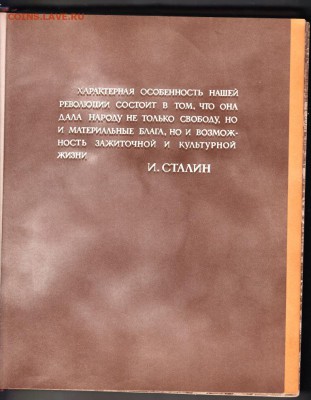 COINS.LAVE.RU
ХАРАКТЕРНАЯ ОСОБЕННОСТЬ НАШЕЙ
РЕВОЛЮЦИИ СОСТОИТ В ТОМ, ЧТО ОНА
ДАЛА НАРОДУ НЕ ТОЛЬКО СВОБОДУ, НО
И МАТЕРИАЛЬНЫЕ БЛАГА, НО И ВОЗМОЖ-
НОСТЬ ЗАЖИТОЧНОЙ И КУЛЬТУРНОЙ
ЖИЗНИ
И. СТАЛИН